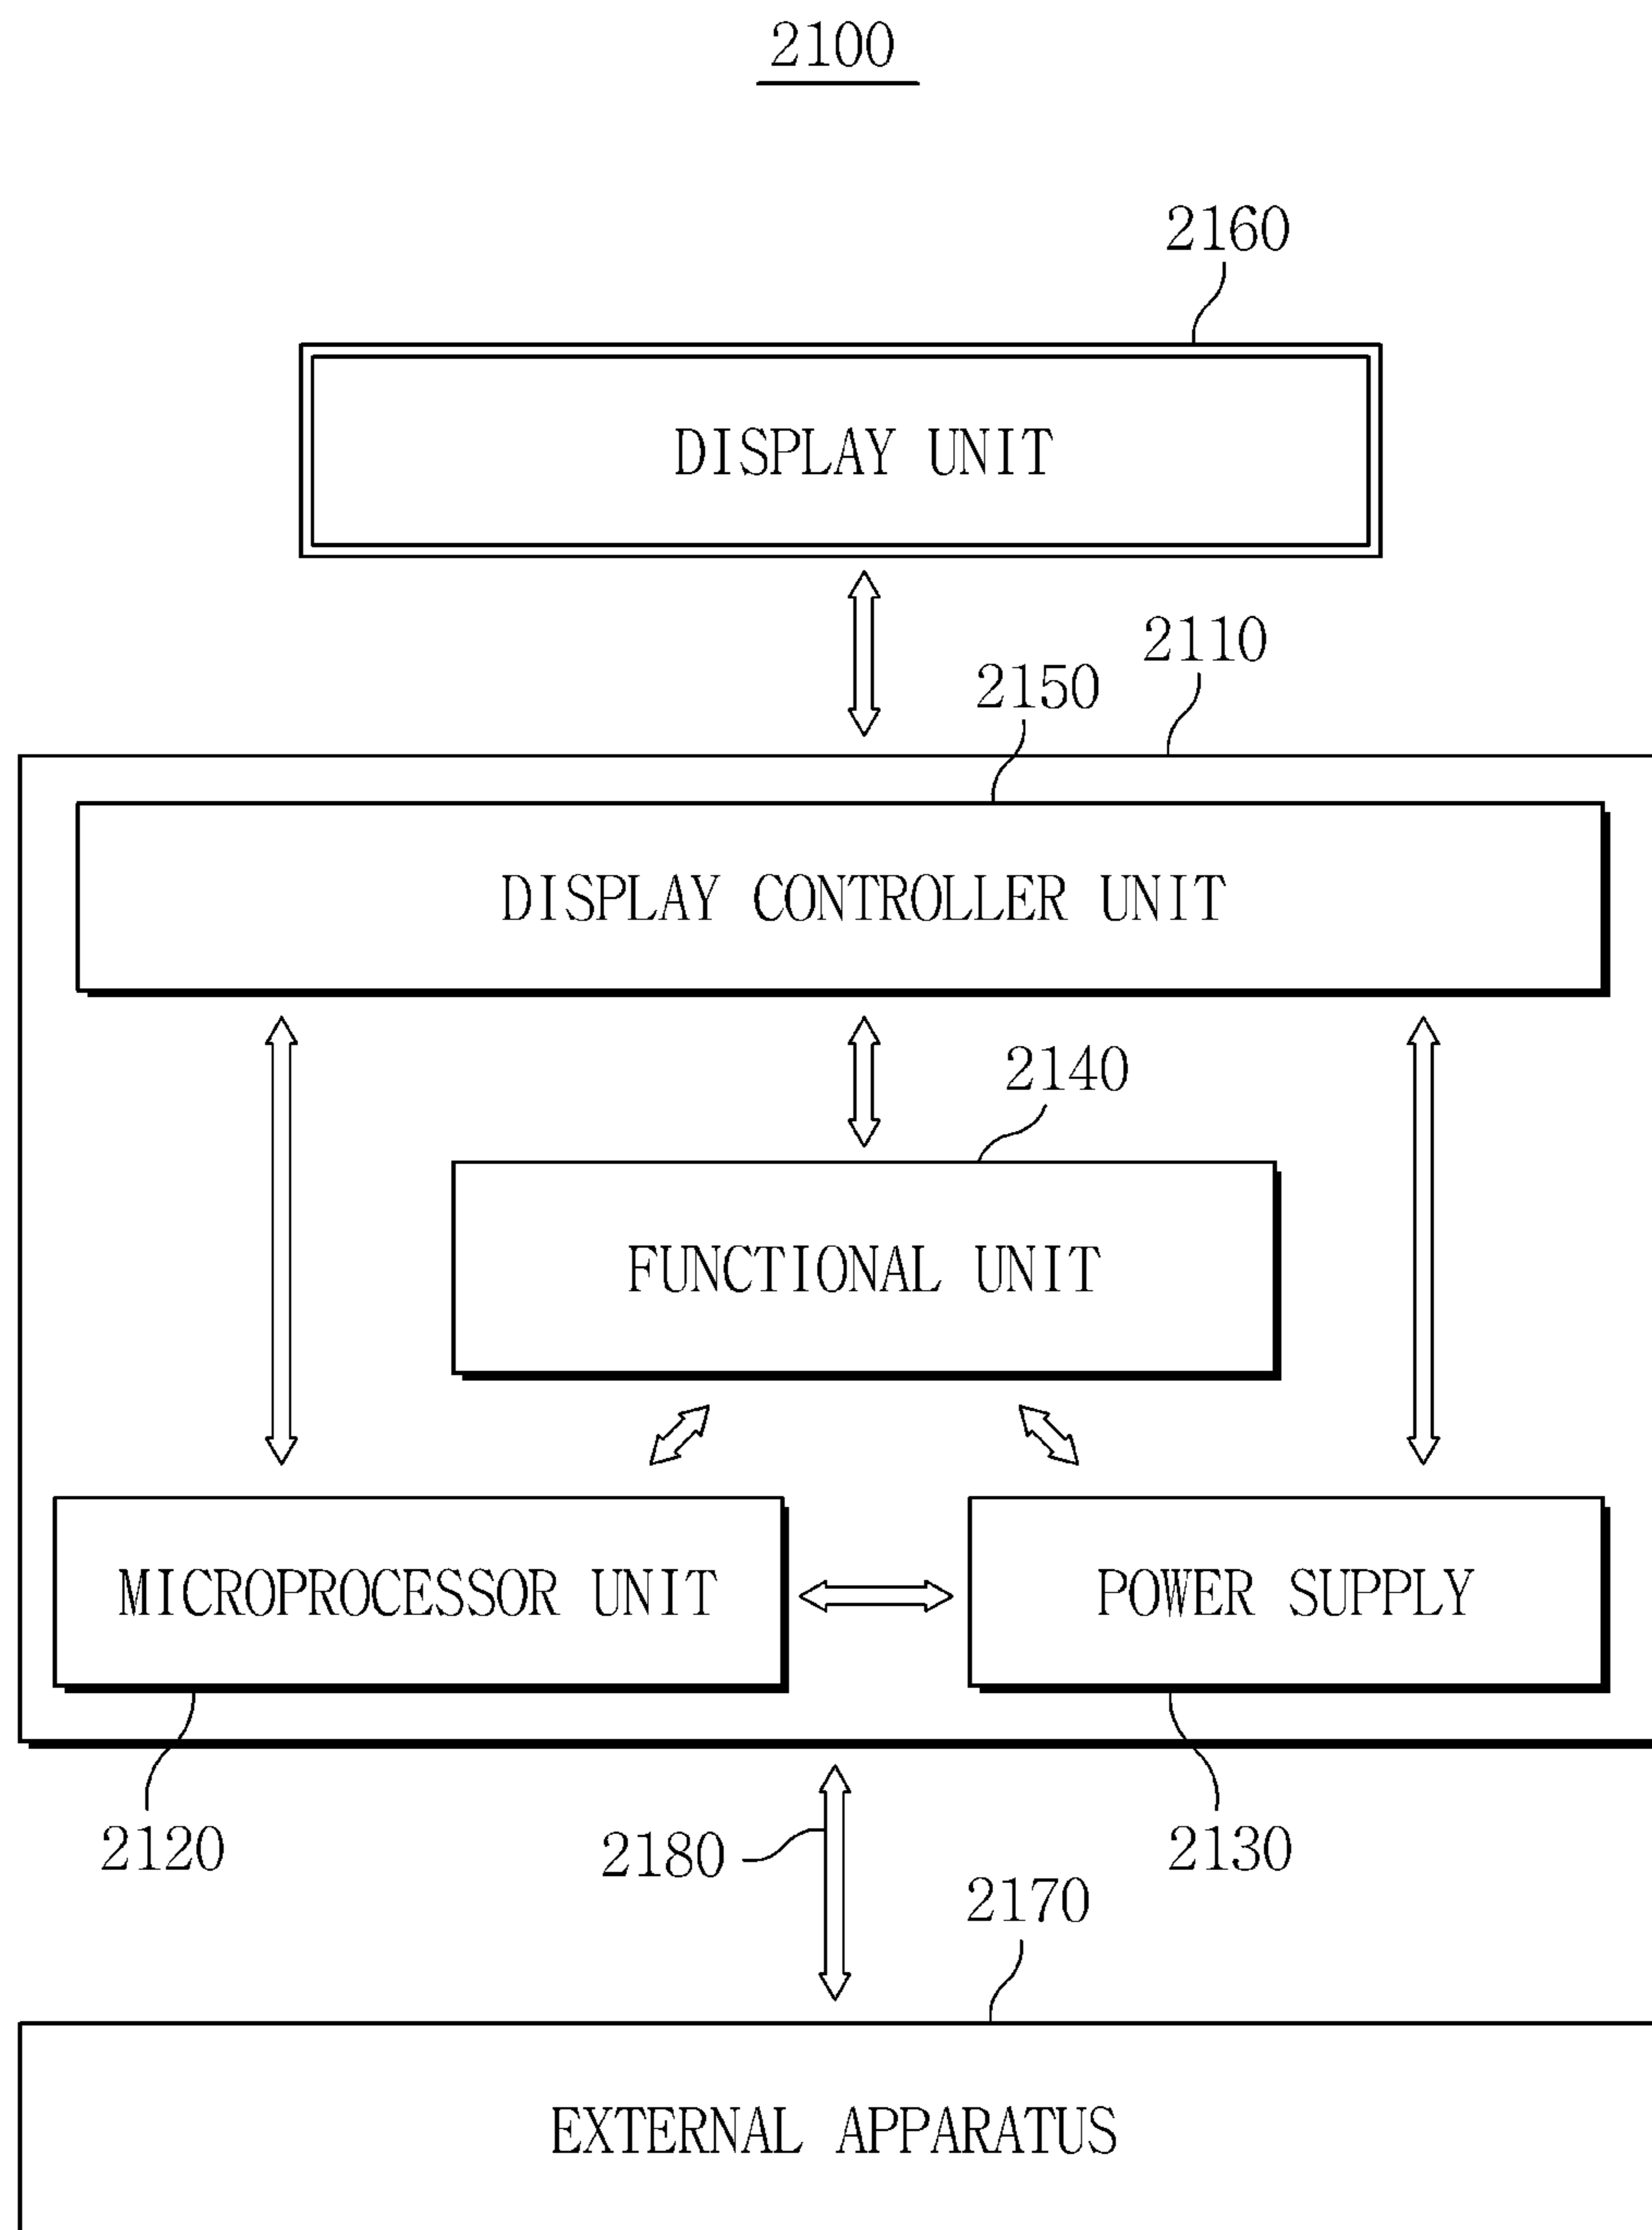 2100
2160
DISPLAY UNIT
2110
2150
DISPLAY CONTROLLER UNIT
2140
FUNCTIONAL UNIT
MICROPROCESSOR UNIT
POWER SUPPLY
2120
2180
2130
2170
EXTERNAL APPARATUS